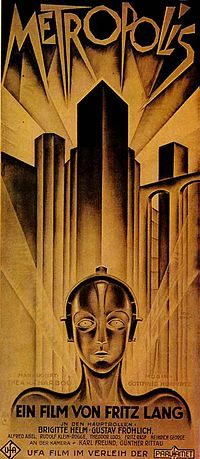 METROPOLIS
MANUSKRIPT
THEA VON HARBOU
MUSIK
GOTTFRIED HUPPERTZ
EIN FILM VON FRITZ LANG
IN DEN HAUPTROLLEN
BRIGITTE HELM · GUSTAV FRÖHLICH,
ALFRED ABEL, RUDOLF KLEIN-ROGGE, THEODOR LOOS, FRITZ RASP, HEINRICH GEORGE
AN DER KAMERA · KARL FREUND, GÜNTHER RITTAU
UFA
UFA FILM IM VERLEIH DER
PARUFAMET